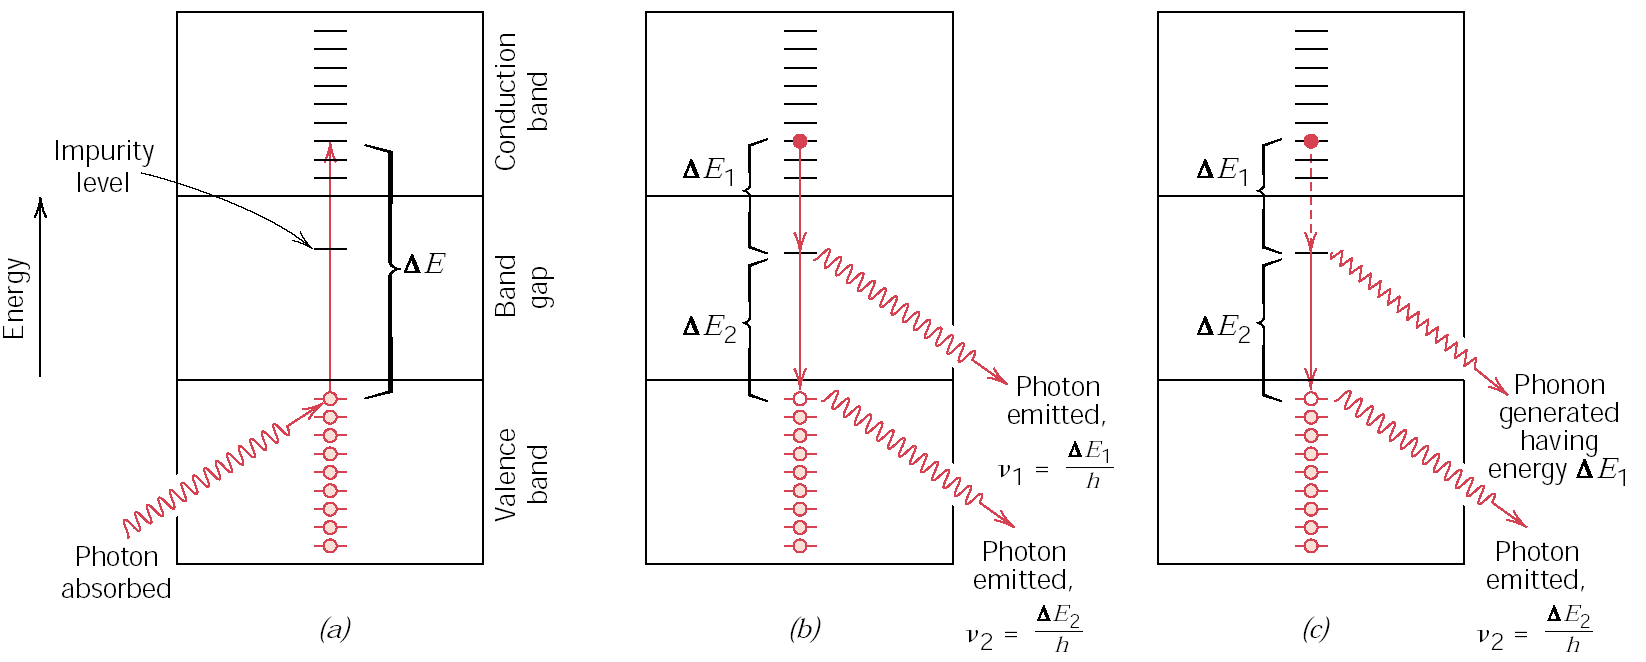 Energy
Impurity
level
Conduction
band
Band
gap
Valence
band
ΔE
Photon
absorbed
(a)
ΔE₁
ΔE₂
Photon
emitted,
ν₁ = ΔE₁/h
Photon
emitted,
ν₂ = ΔE₂/h
(b)
ΔE₁
ΔE₂
Phonon
generated
having
energy ΔE₁
Photon
emitted,
ν₂ = ΔE₂/h
(c)